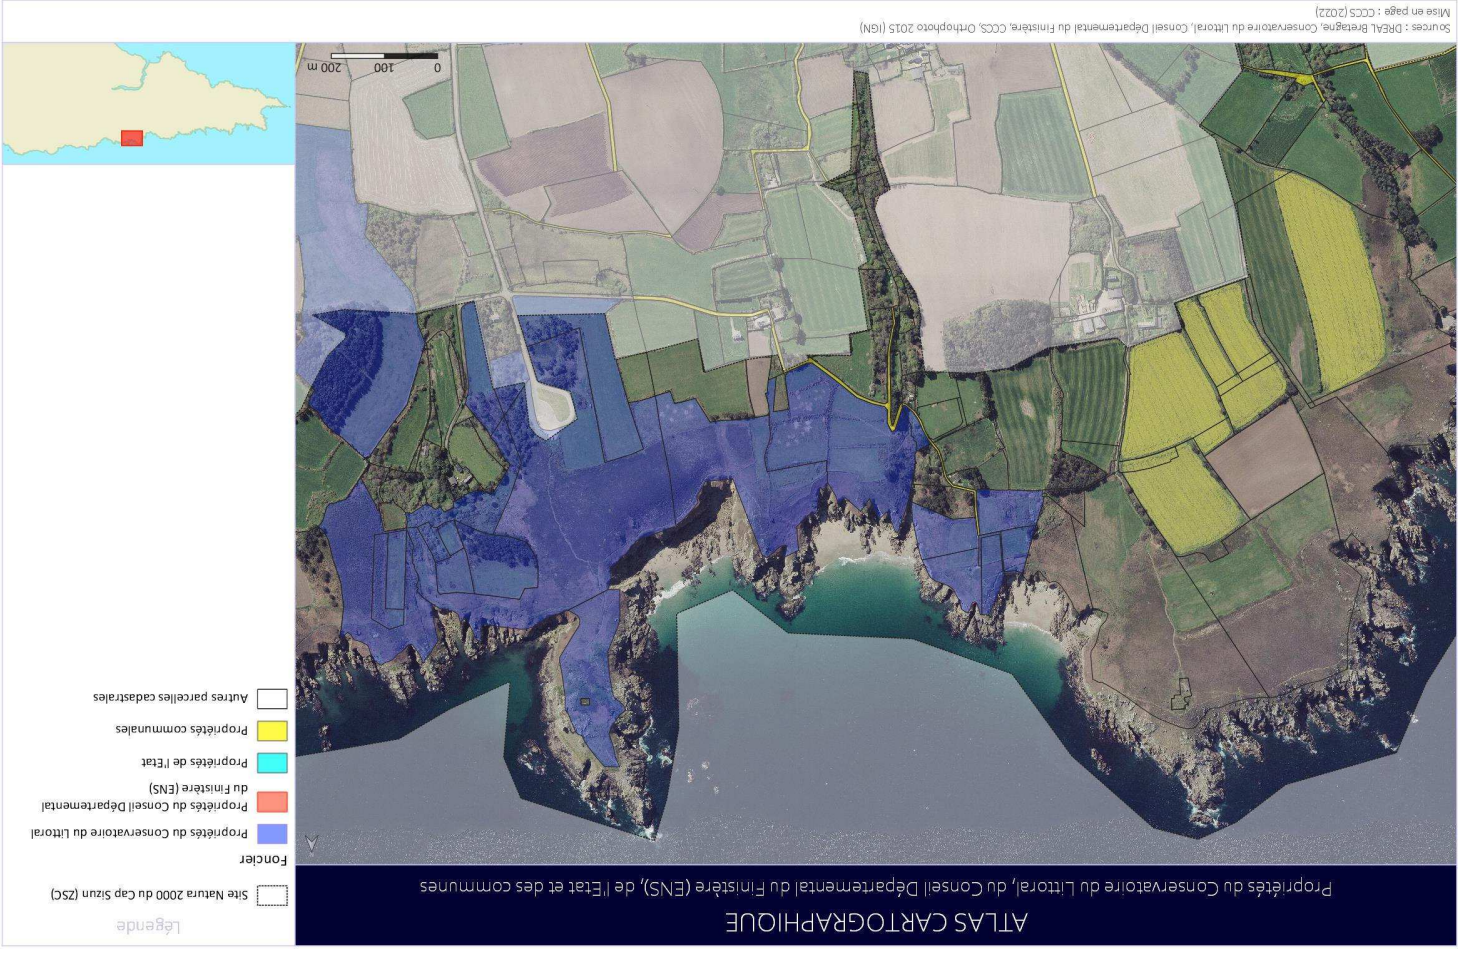 ATLAS CARTOGRAPHIQUE
Propriétés du Conservatoire du Littoral, du Conseil Départemental du Finistère (ENS), de l'Etat et des communes
Légende
Site Natura 2000 du Cap Sizun (ZSC)
Foncier
Propriétés du Conservatoire du Littoral
Propriétés du Conseil Départemental
du Finistère (ENS)
Propriétés de l'Etat
Propriétés communales
Autres parcelles cadastrales
0 100 200 m
Sources : DREAL Bretagne, Conservatoire du Littoral, Conseil Départemental du Finistère, CCCS, Orthophoto 2015 (IGN)
Mise en page : CCCS (2022)